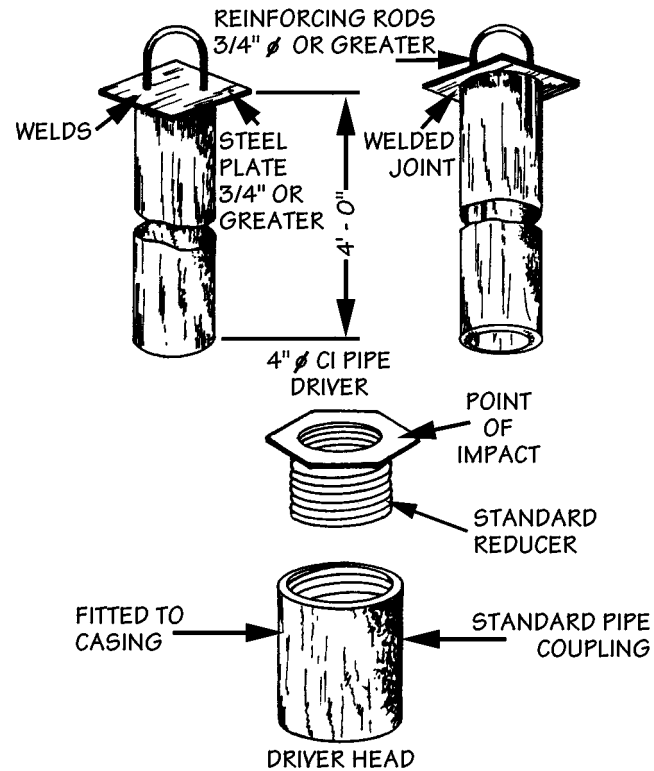 REINFORCING RODS
3/4" ϕ OR GREATER
WELDS
STEEL
PLATE
3/4" OR
GREATER
4' - 0"
WELDED
JOINT
4" ϕ CI PIPE
DRIVER
POINT
OF
IMPACT
STANDARD
REDUCER
FITTED TO
CASING
STANDARD PIPE
COUPLING
DRIVER HEAD